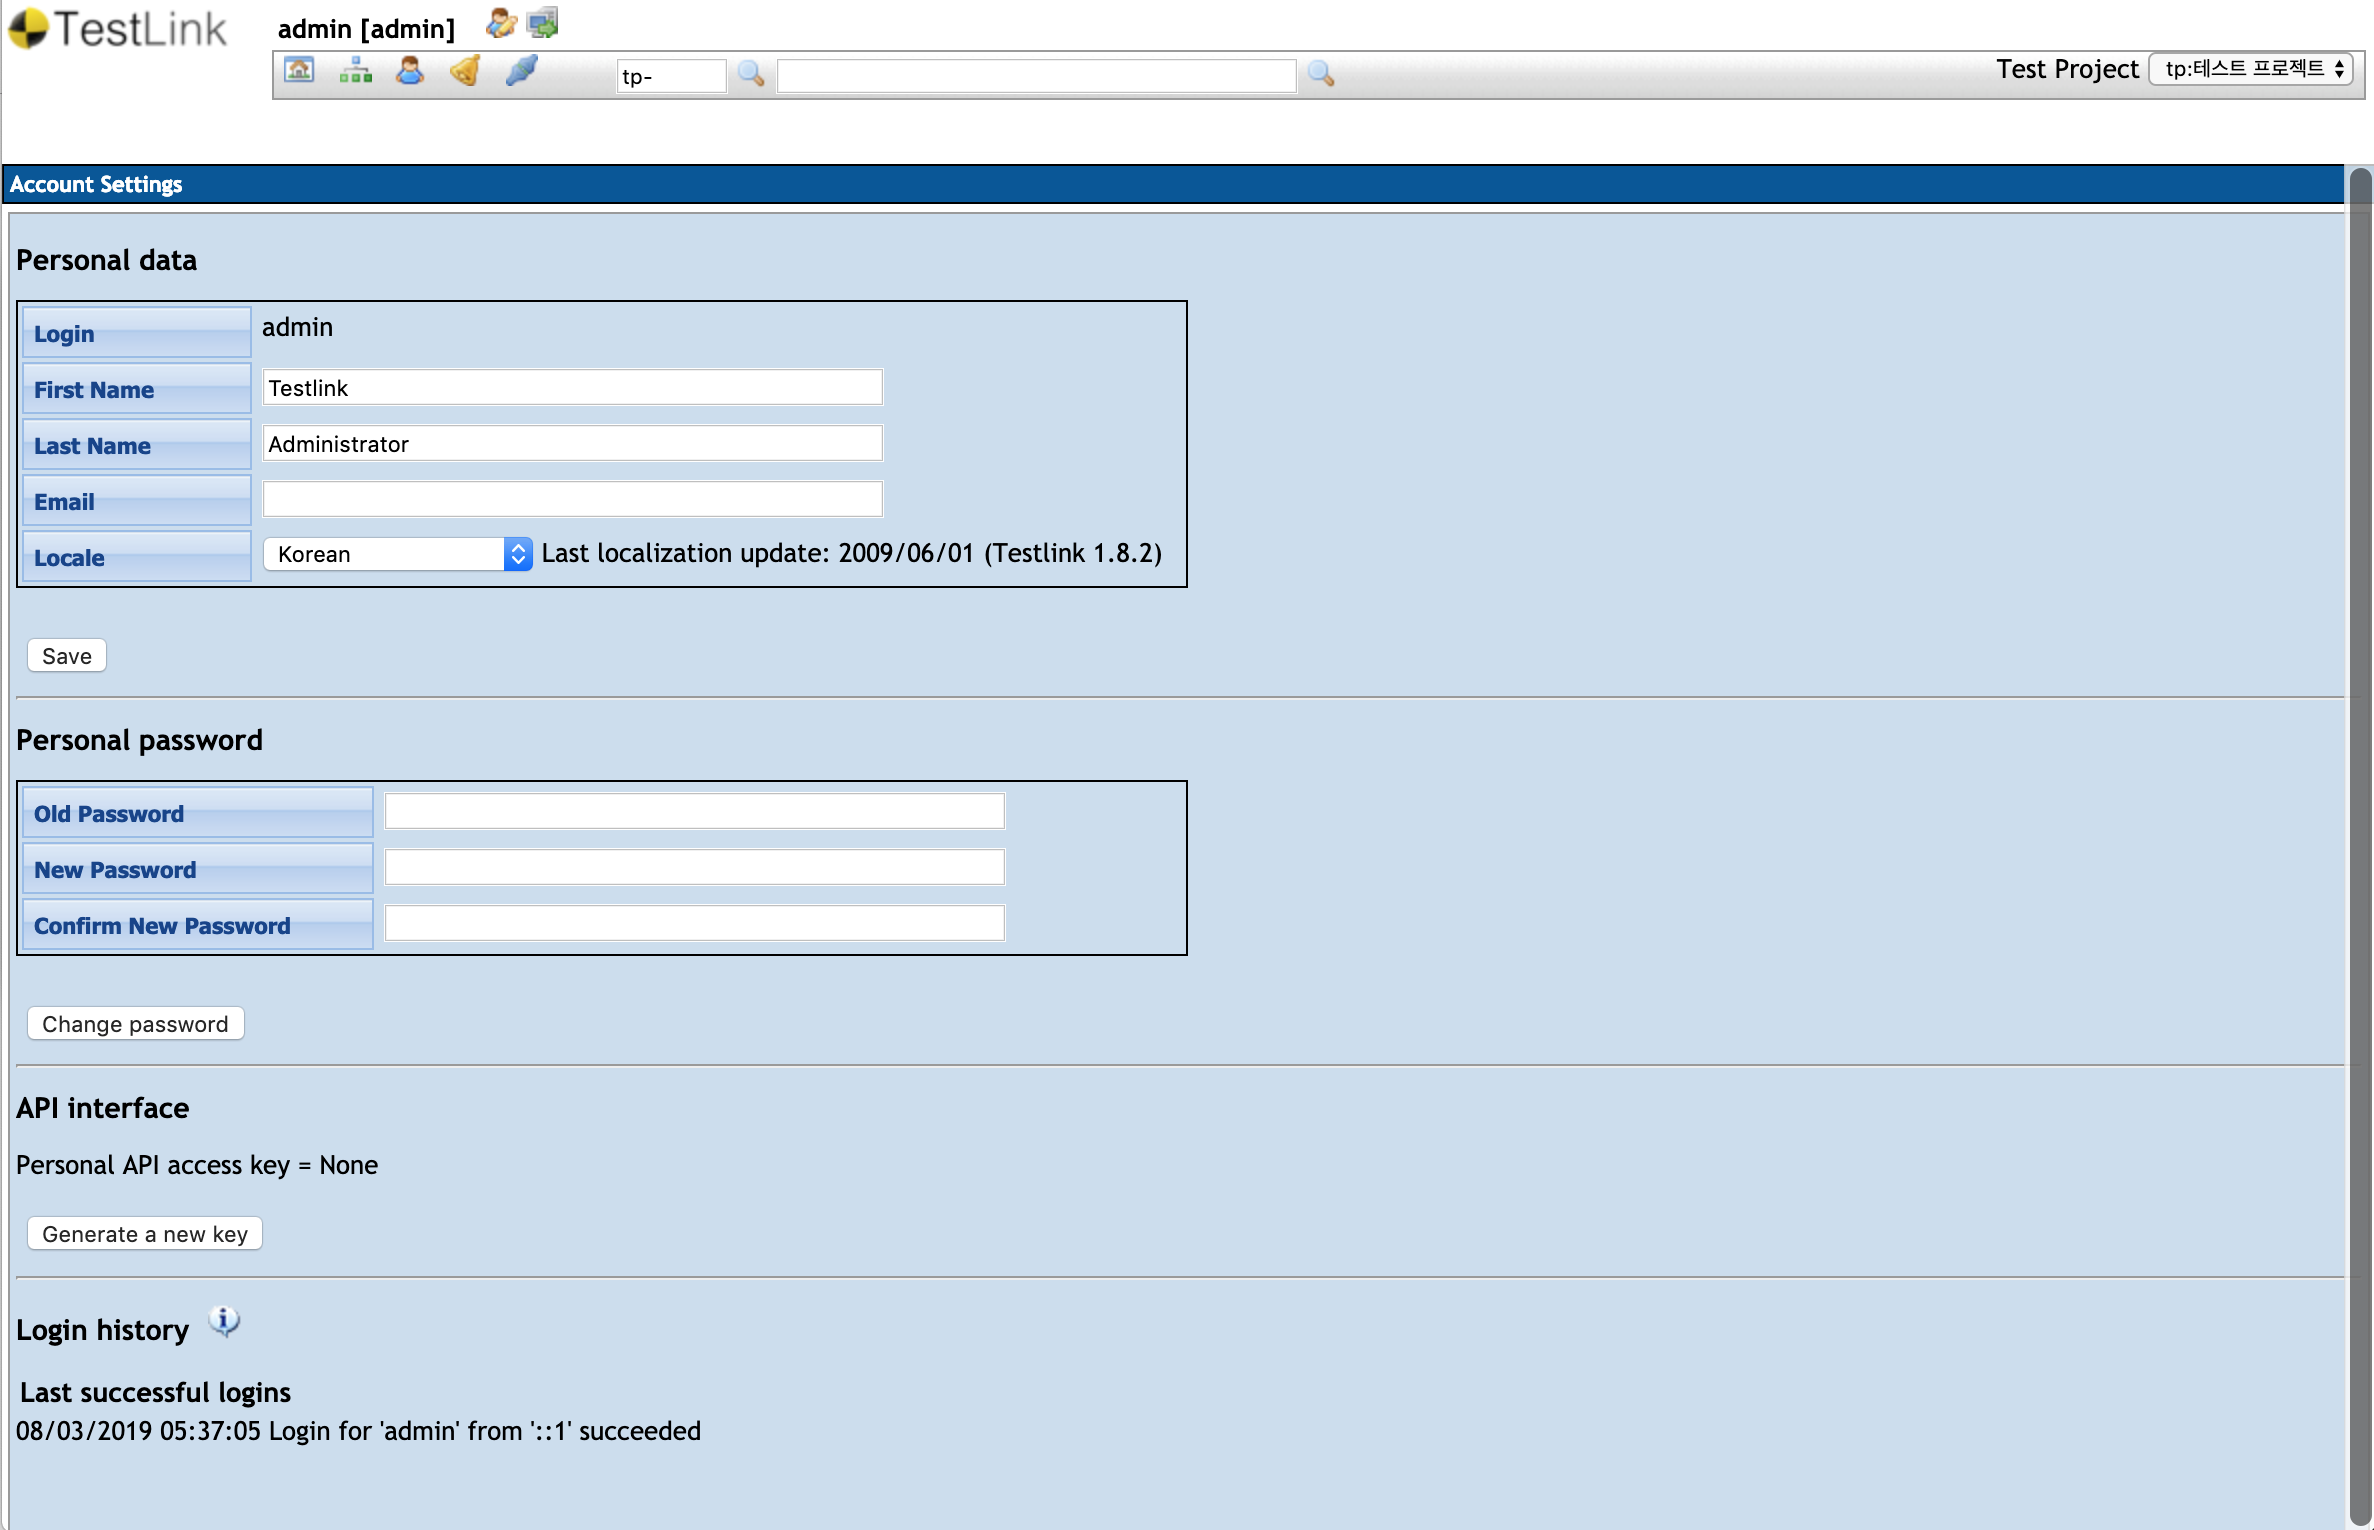 TestLink
admin [admin]
tp-
Test Project tp:테스트 프로젝트
Account Settings
Personal data
Login admin
First Name Testlink
Last Name Administrator
Email
Locale Korean Last localization update: 2009/06/01 (Testlink 1.8.2)
Save
Personal password
Old Password
New Password
Confirm New Password
Change password
API interface
Personal API access key = None
Generate a new key
Login history
Last successful logins
08/03/2019 05:37:05 Login for 'admin' from '::1' succeeded